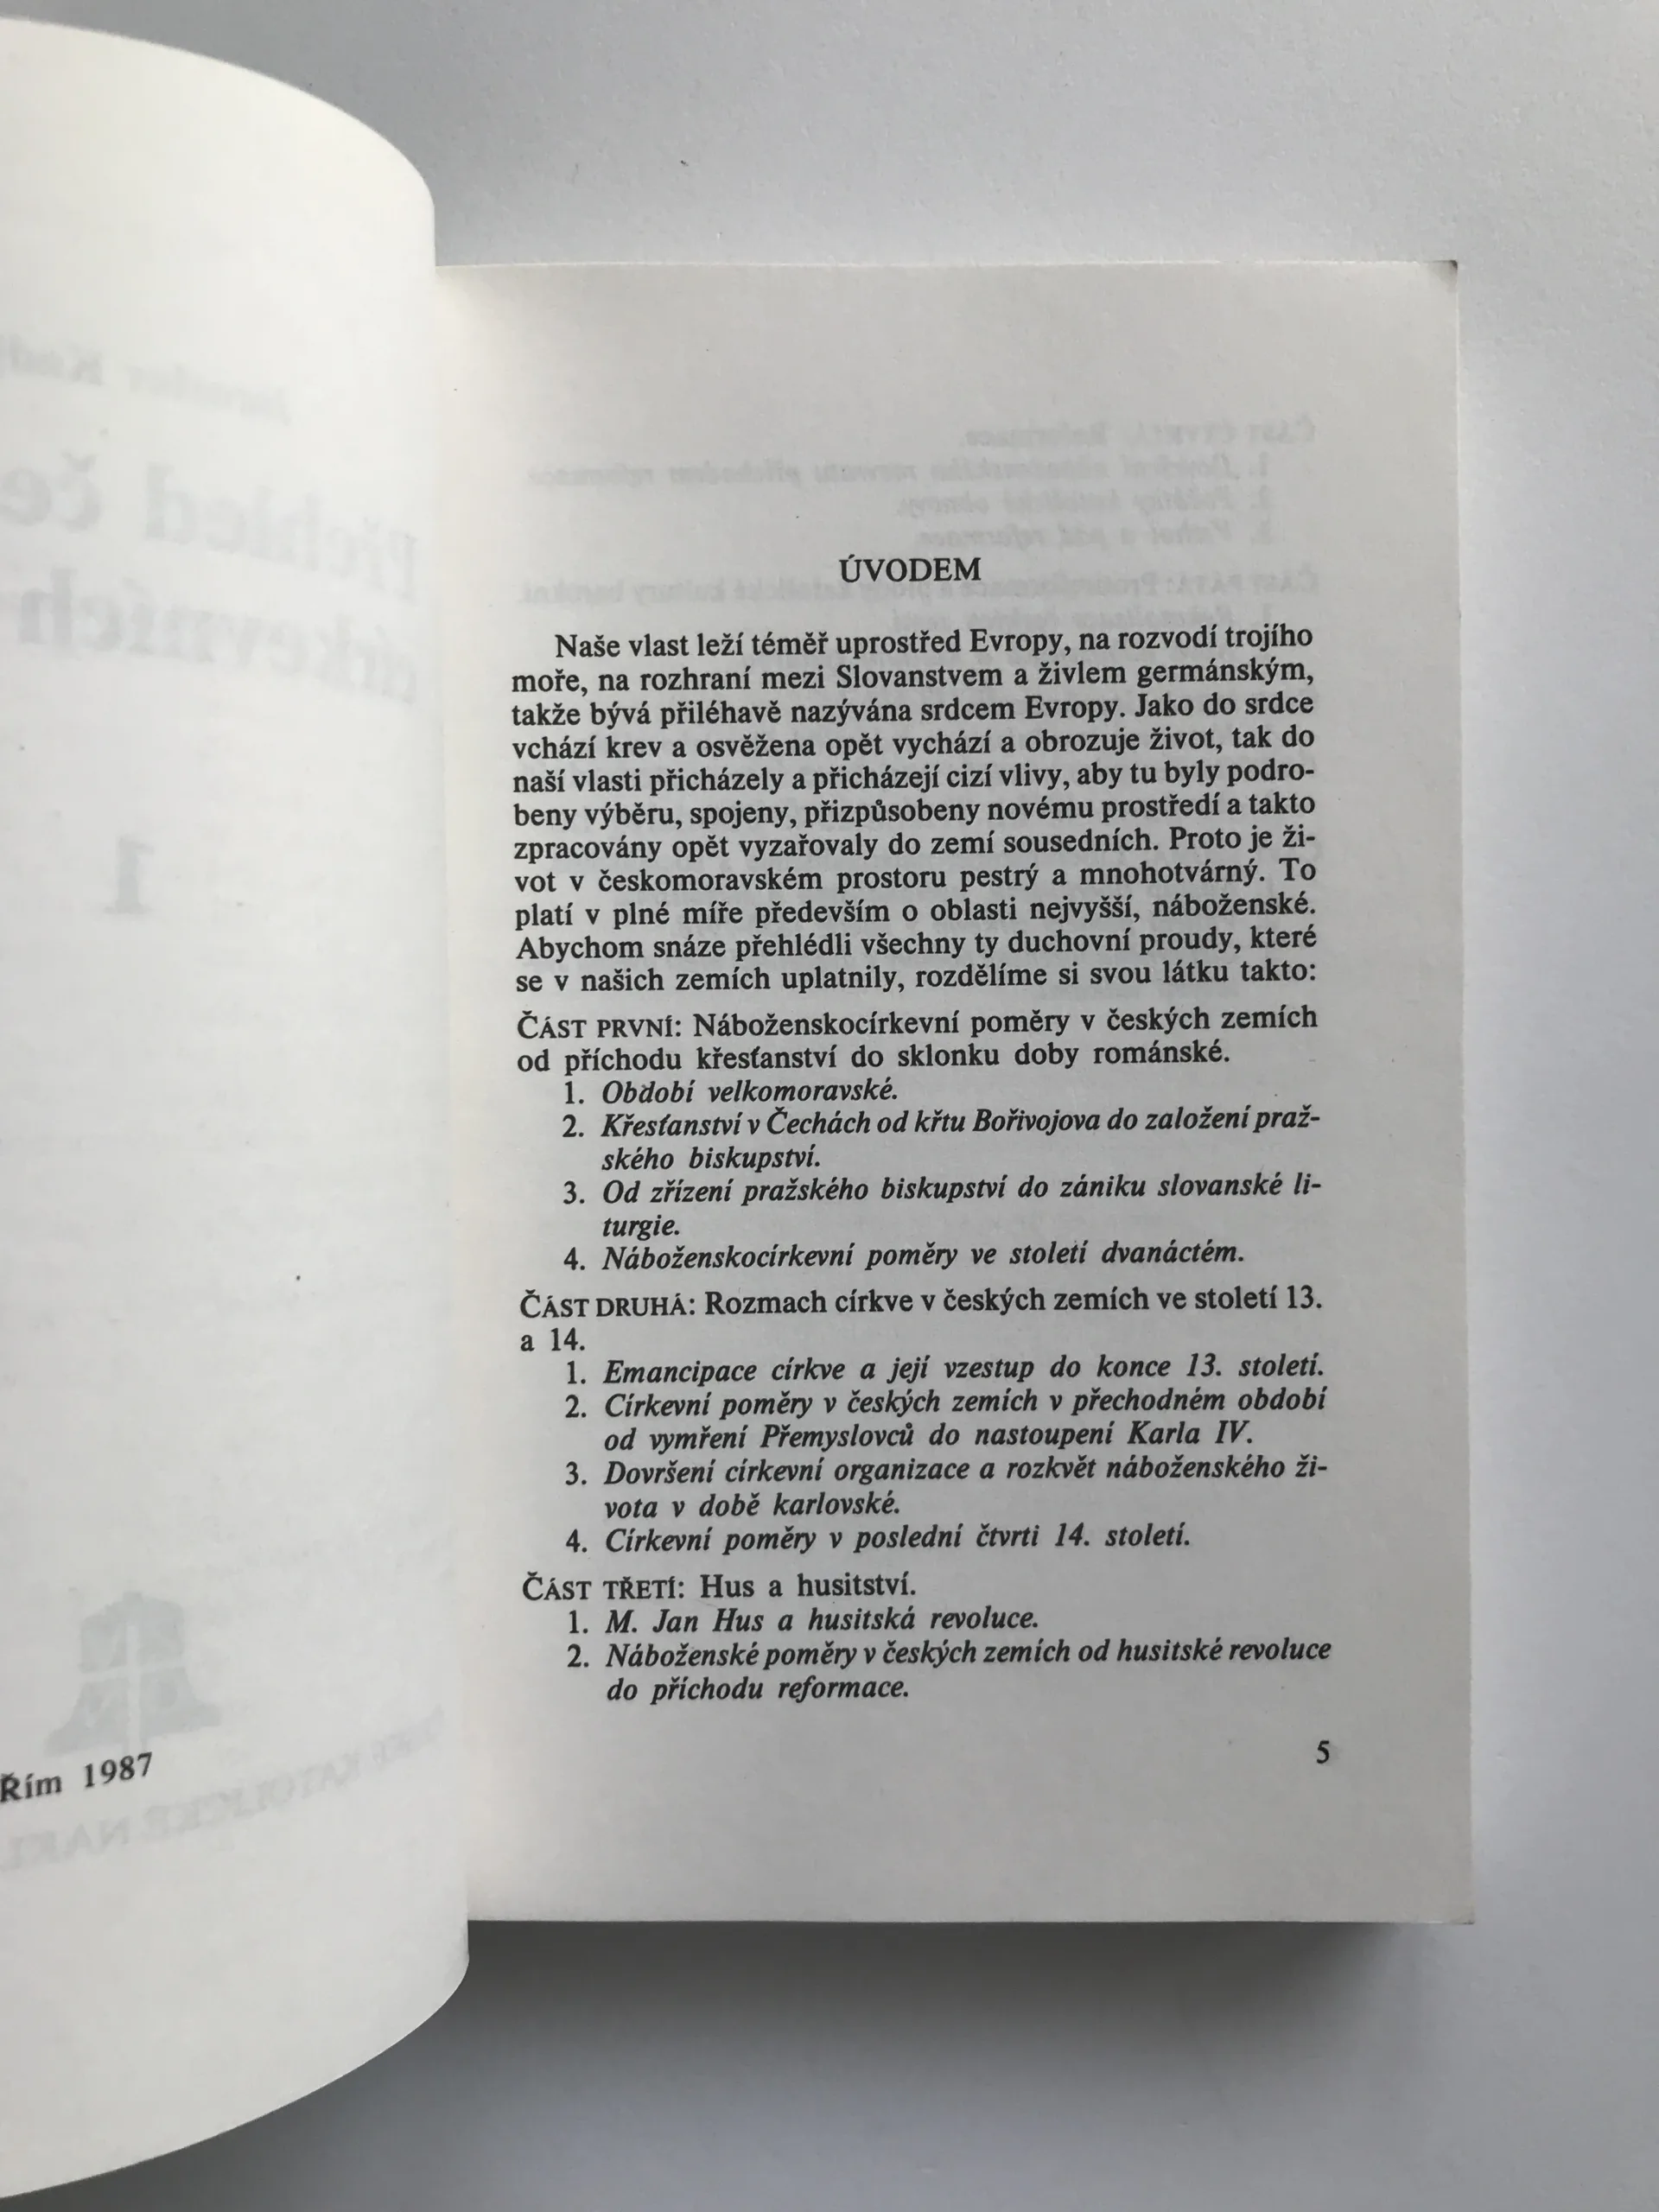 Řím 1987
ÚVODEM
Naše vlast leží téměř uprostřed Evropy, na rozvodí trojího
moře, na rozhraní mezi Slovanstvem a živlem germánským,
takže bývá přiléhavě nazývána srdcem Evropy. Jako do srdce
vchází krev a osvěžena opět vychází a obrozuje život, tak do
naší vlasti přicházely a přicházejí cizí vlivy, aby tu byly podro-
beny výběru, spojeny, přizpůsobeny novému prostředí a takto
zpracovány opět vyzařovaly do zemí sousedních. Proto je ži-
vot v českomoravském prostoru pestrý a mnohotvárný. To
platí v plné míře především o oblasti nejvyšší, náboženské.
Abychom snáze přehlédli všechny ty duchovní proudy, které
se v našich zemích uplatnily, rozdělíme si svou látku takto:
ČÁST PRVNÍ: Náboženskocírkevní poměry v českých zemích
od příchodu křesťanství do sklonku doby románské.
1. Období velkomoravské.
2. Křesťanství v Čechách od křtu Bořivojova do založení praž-
ského biskupství.
3. Od zřízení pražského biskupství do zániku slovanské li-
turgie.
4. Náboženskocírkevní poměry ve století dvanáctém.
ČÁST DRUHÁ: Rozmach církve v českých zemích ve století 13.
a 14.
1. Emancipace církve a její vzestup do konce 13. století.
2. Církevní poměry v českých zemích v přechodném období
od vymření Přemyslovců do nastoupení Karla IV.
3. Dovršení církevní organizace a rozkvět náboženského ži-
vota v době karlovské.
4. Církevní poměry v poslední čtvrti 14. století.
ČÁST TŘETÍ: Hus a husitství.
1. M. Jan Hus a husitská revoluce.
2. Náboženské poměry v českých zemích od husitské revoluce
do příchodu reformace.
5